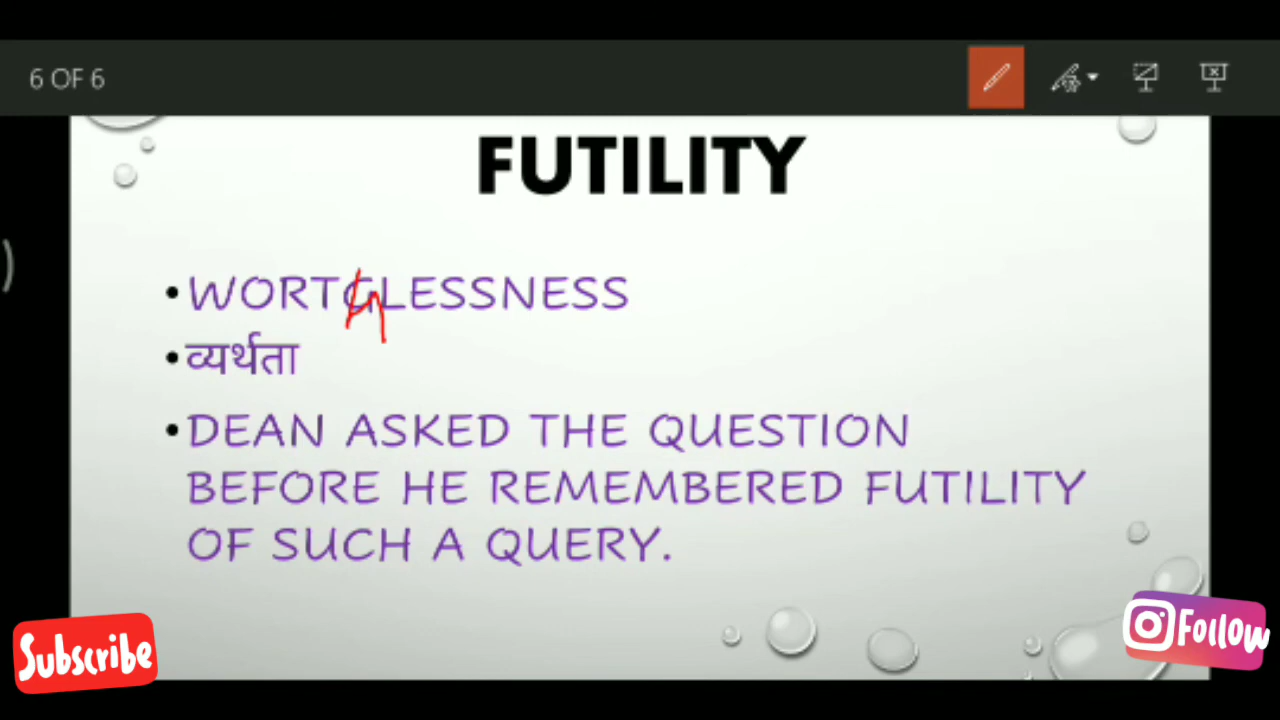 6 OF 6
FUTILITY
•WORTGLESSNESS
•व्यर्थता
•DEAN ASKED THE QUESTION
BEFORE HE REMEMBERED FUTILITY
OF SUCH A QUERY.
Subscribe
Follow